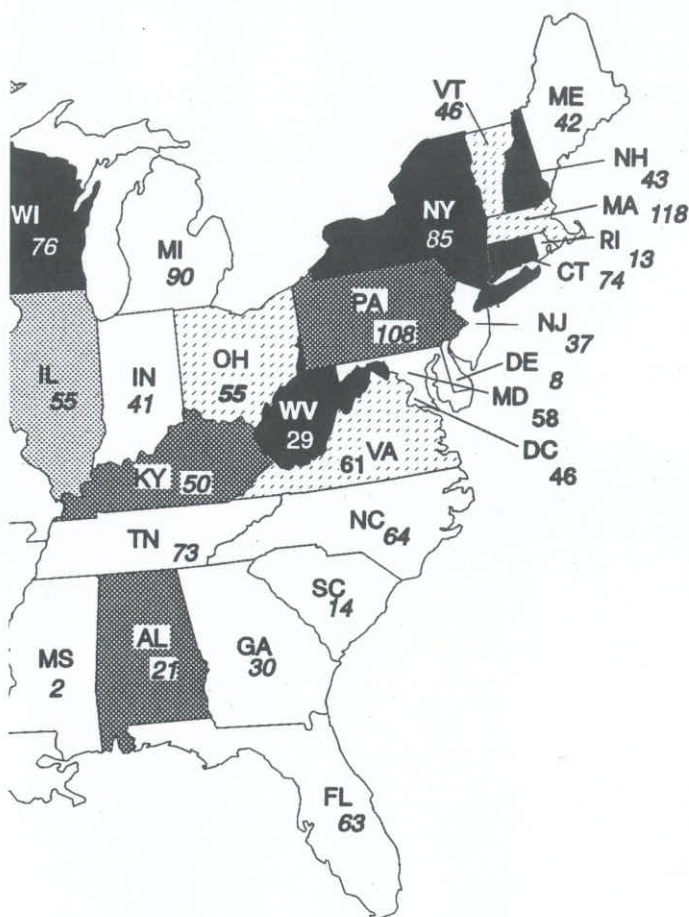 VT
46
ME
42
NH
43
MA 118
RI
13
CT 74
WI
76
MI
90
NY
85
PA
108
NJ
37
DE
8
MD
58
DC
46
IL
55
IN
41
OH
55
WV
29
61 VA
KY 50
TN 73
NC
64
SC
14
MS
2
AL
21
GA
30
FL
63